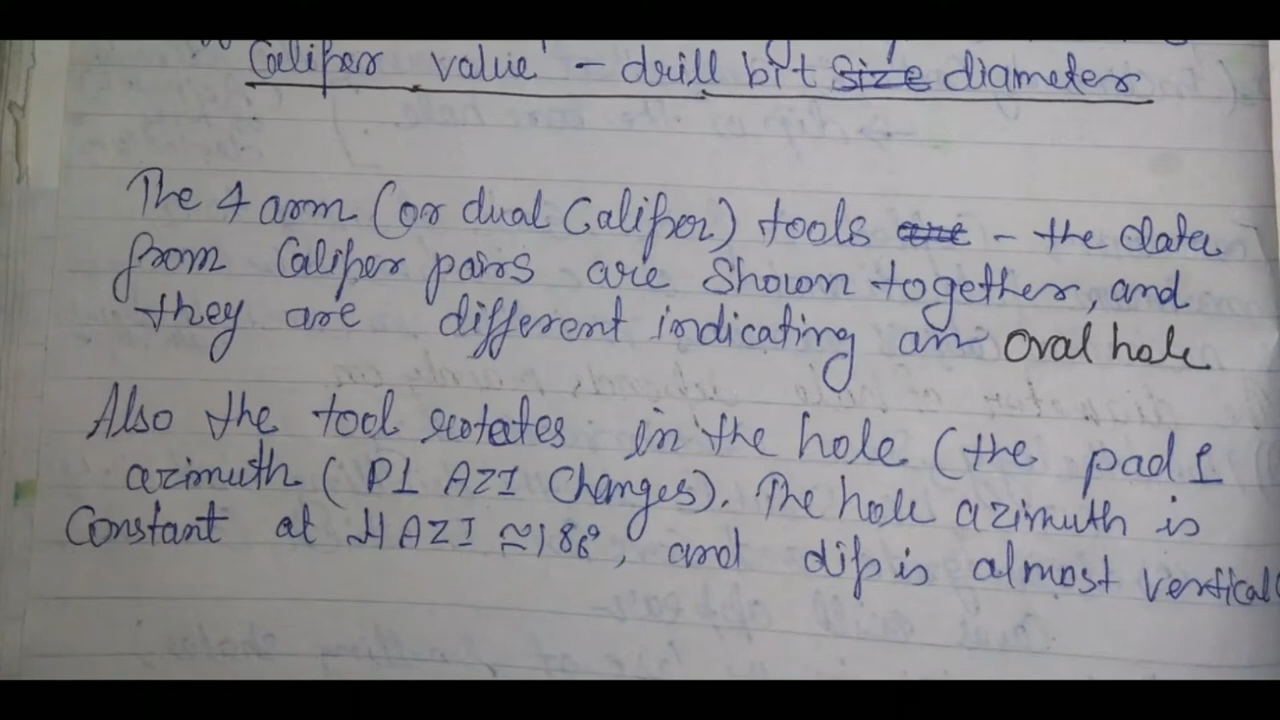 Caliper value - drill bit size diameter
The 4 arm (or dual Caliper) tools are - the data
from Caliper pairs are Shown together, and
they are different indicating an oval hole
Also the tool rotates in the hole (the pad 1
azimuth (P1 AZI Changes). The hole azimuth is
Constant at HAZI ≅ 186°, and dip is almost vertical